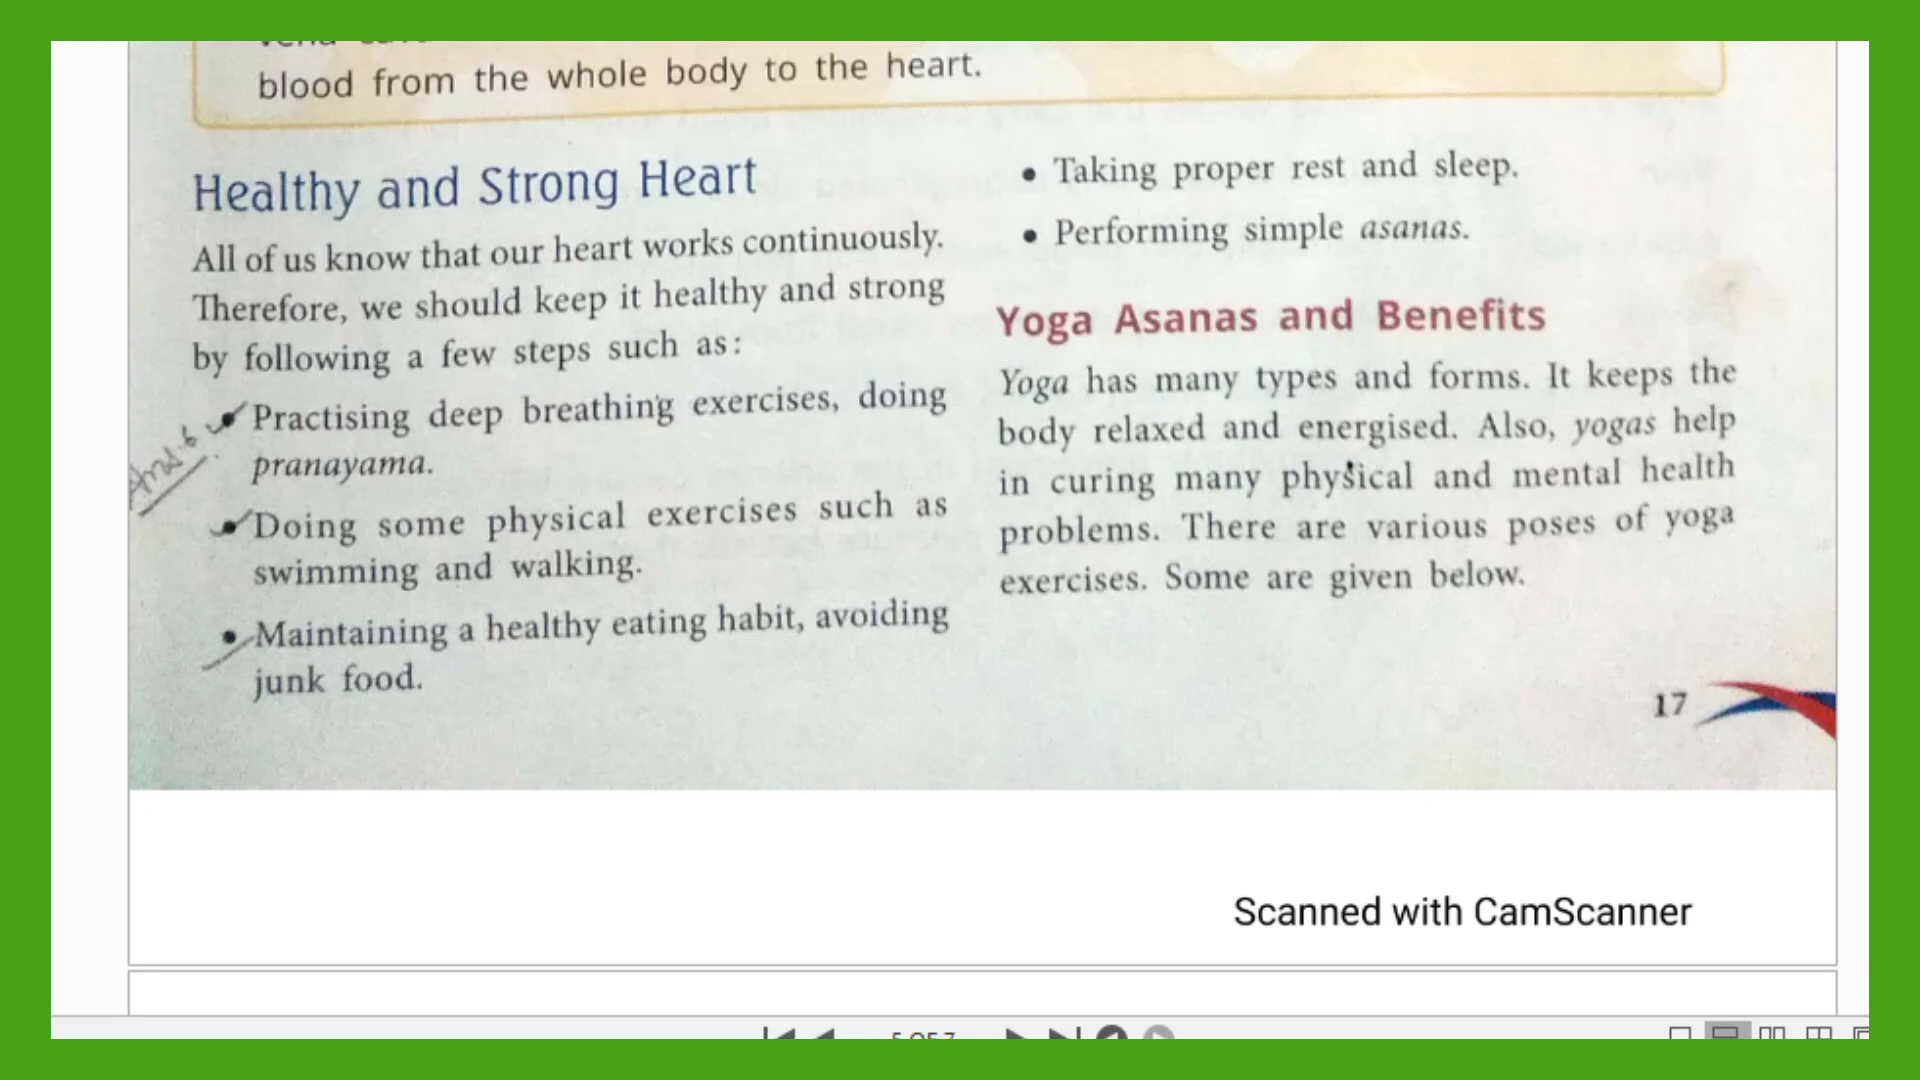 blood from the whole body to the heart.
Healthy and Strong Heart
All of us know that our heart works continuously.
Therefore, we should keep it healthy and strong
by following a few steps such as:
• Practising deep breathing exercises, doing
pranayama.
• Doing some physical exercises such as
swimming and walking.
• Maintaining a healthy eating habit, avoiding
junk food.
• Taking proper rest and sleep.
• Performing simple asanas.
Yoga Asanas and Benefits
Yoga has many types and forms. It keeps the
body relaxed and energised. Also, yogas help
in curing many physical and mental health
problems. There are various poses of yoga
exercises. Some are given below.
17
Scanned with CamScanner